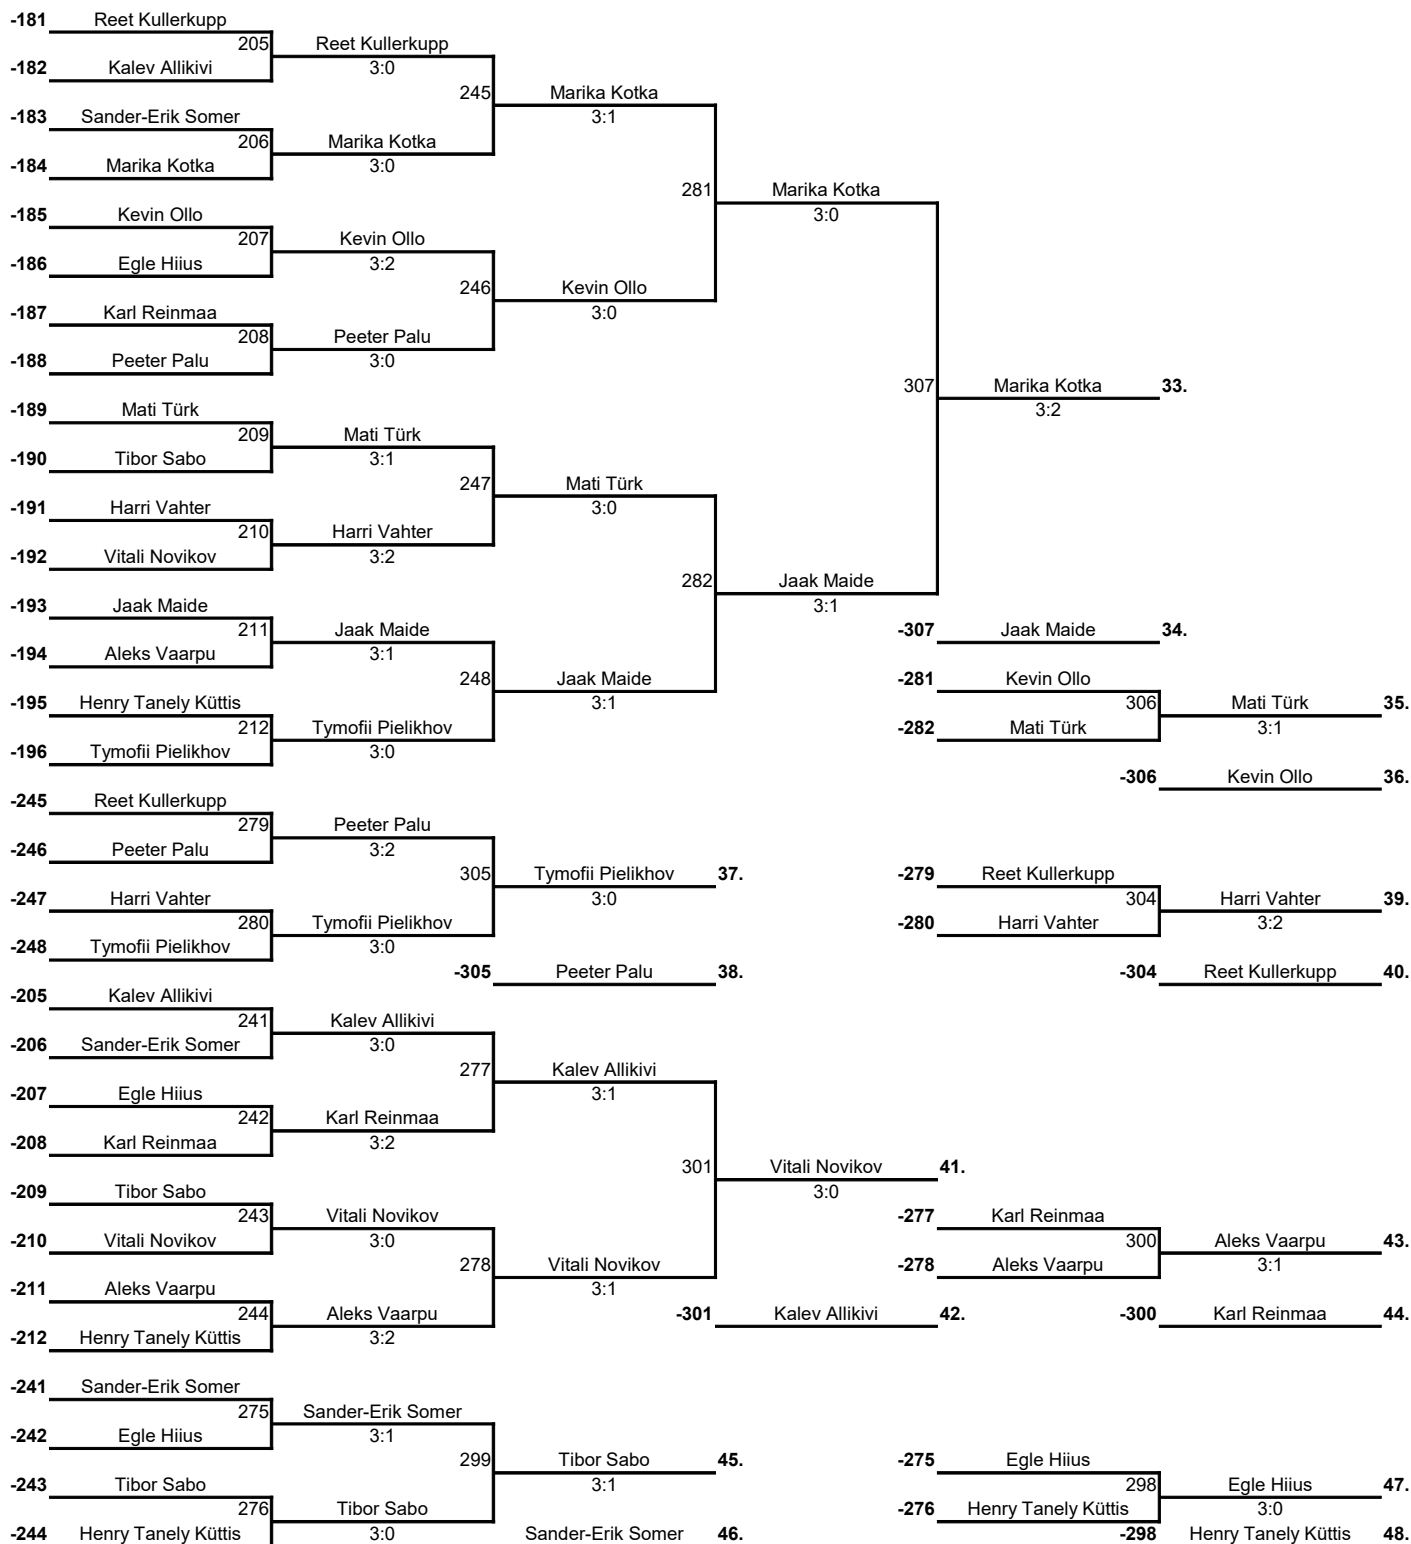 -181 Reet Kullerkupp
205 Reet Kullerkupp
-182 Kalev Allikivi 3:0
245 Marika Kotka
-183 Sander-Erik Somer 3:1
206 Marika Kotka
-184 Marika Kotka 3:0
281 Marika Kotka
-185 Kevin Ollo 3:0
207 Kevin Ollo
-186 Egle Hiius 3:2
246 Kevin Ollo
-187 Karl Reinmaa 3:0
208 Peeter Palu
-188 Peeter Palu 3:0
307 Marika Kotka 33.
-189 Mati Türk 3:2
209 Mati Türk
-190 Tibor Sabo 3:1
247 Mati Türk
-191 Harri Vahter 3:0
210 Harri Vahter
-192 Vitali Novikov 3:2
282 Jaak Maide
-193 Jaak Maide 3:1
211 Jaak Maide -307 Jaak Maide 34.
-194 Aleks Vaarpu 3:1
248 Jaak Maide -281 Kevin Ollo
-195 Henry Tanely Küttis 3:1 306 Mati Türk 35.
212 Tymofii Pielikhov -282 Mati Türk 3:1
-196 Tymofii Pielikhov 3:0
-306 Kevin Ollo 36.
-245 Reet Kullerkupp
279 Peeter Palu
-246 Peeter Palu 3:2
305 Tymofii Pielikhov 37. -279 Reet Kullerkupp
-247 Harri Vahter 3:0 304 Harri Vahter 39.
280 Tymofii Pielikhov -280 Harri Vahter 3:2
-248 Tymofii Pielikhov 3:0
-305 Peeter Palu 38. -304 Reet Kullerkupp 40.
-205 Kalev Allikivi
241 Kalev Allikivi
-206 Sander-Erik Somer 3:0
277 Kalev Allikivi
-207 Egle Hiius 3:1
242 Karl Reinmaa
-208 Karl Reinmaa 3:2
301 Vitali Novikov 41.
-209 Tibor Sabo 3:0
243 Vitali Novikov -277 Karl Reinmaa
-210 Vitali Novikov 3:0 300 Aleks Vaarpu 43.
278 Vitali Novikov -278 Aleks Vaarpu 3:1
-211 Aleks Vaarpu 3:1
244 Aleks Vaarpu -301 Kalev Allikivi 42. -300 Karl Reinmaa 44.
-212 Henry Tanely Küttis 3:2
-241 Sander-Erik Somer
275 Sander-Erik Somer
-242 Egle Hiius 3:1
299 Tibor Sabo 45. -275 Egle Hiius
-243 Tibor Sabo 3:1 298 Egle Hiius 47.
276 Tibor Sabo -276 Henry Tanely Küttis 3:0
-244 Henry Tanely Küttis 3:0 Sander-Erik Somer 46. -298 Henry Tanely Küttis 48.